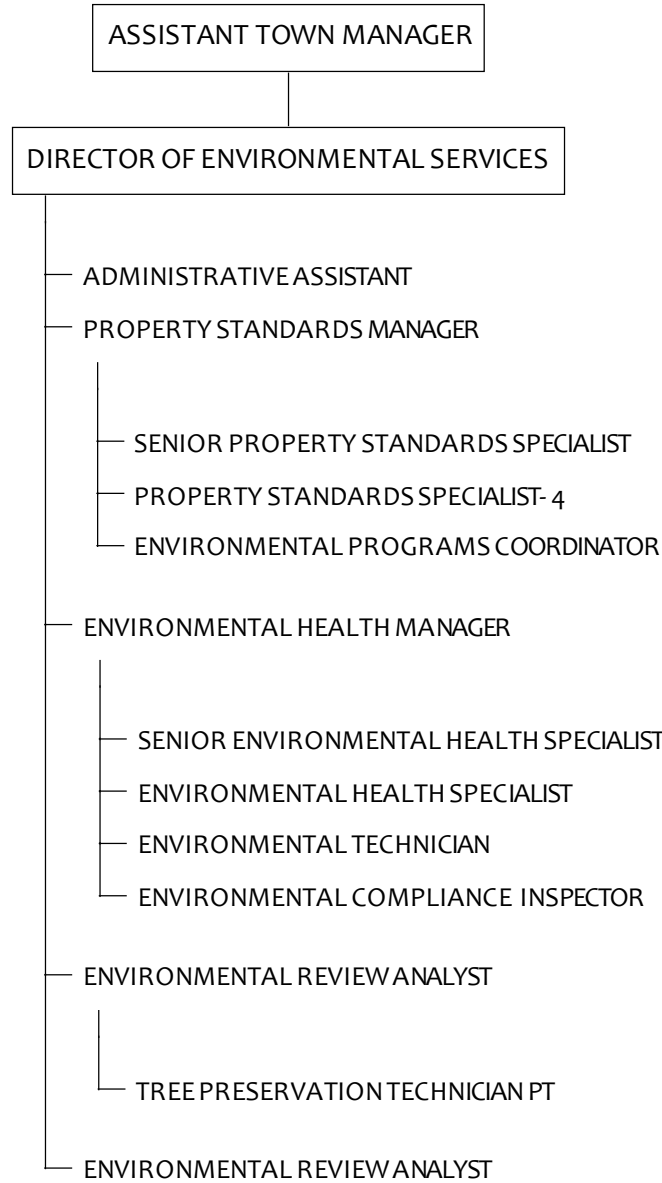 ASSISTANT TOWN MANAGER
DIRECTOR OF ENVIRONMENTAL SERVICES
ADMINISTRATIVE ASSISTANT
PROPERTY STANDARDS MANAGER
SENIOR PROPERTY STANDARDS SPECIALIST
PROPERTY STANDARDS SPECIALIST- 4
ENVIRONMENTAL PROGRAMS COORDINATOR
ENVIRONMENTAL HEALTH MANAGER
SENIOR ENVIRONMENTAL HEALTH SPECIALIST
ENVIRONMENTAL HEALTH SPECIALIST
ENVIRONMENTAL TECHNICIAN
ENVIRONMENTAL COMPLIANCE INSPECTOR
ENVIRONMENTAL REVIEW ANALYST
TREE PRESERVATION TECHNICIAN PT
ENVIRONMENTAL REVIEW ANALYST